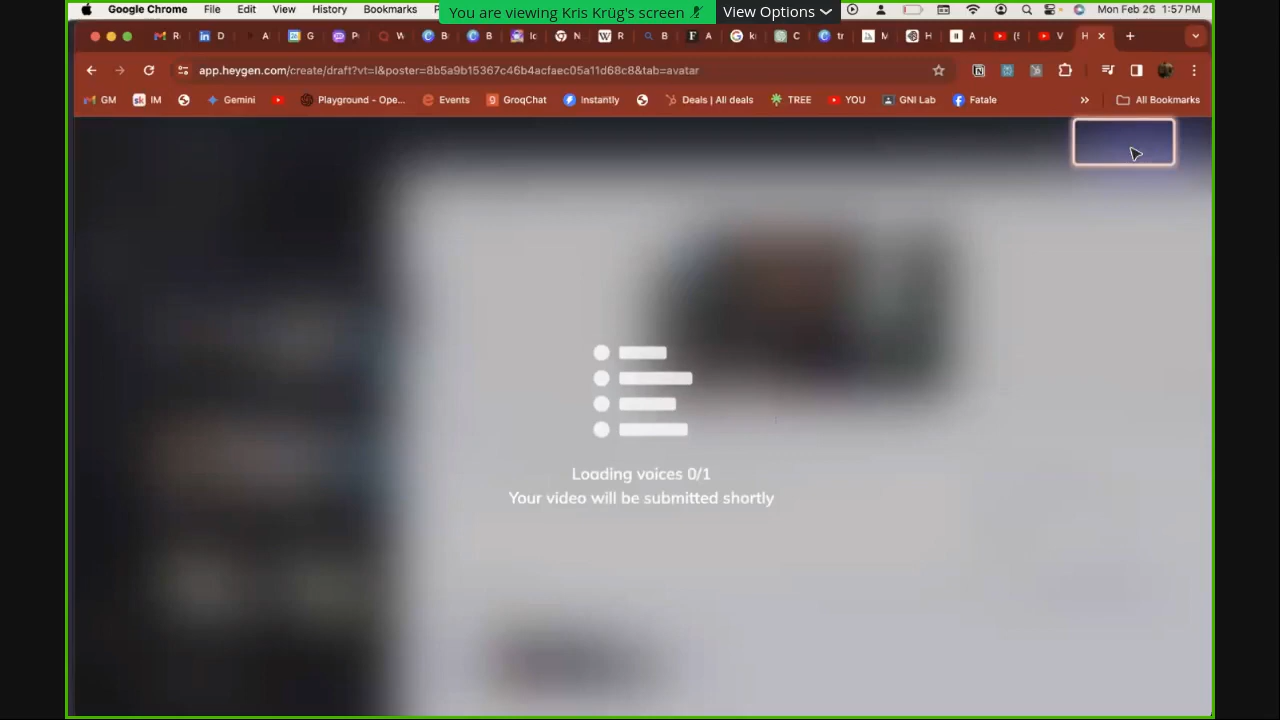 You are viewing Kris Krüg's screen View Options
Google Chrome File Edit View History Bookmarks Mon Feb 26 1:57PM
app.heygen.com/create/draft?vt=l&poster=8b5a9b15367c46b4acfaec05a11d68c8&tab=avatar
GM IM Gemini Playground - Ope... Events GroqChat Instantly Deals | All deals TREE YOU GNI Lab Fatale » All Bookmarks
Loading voices 0/1
Your video will be submitted shortly